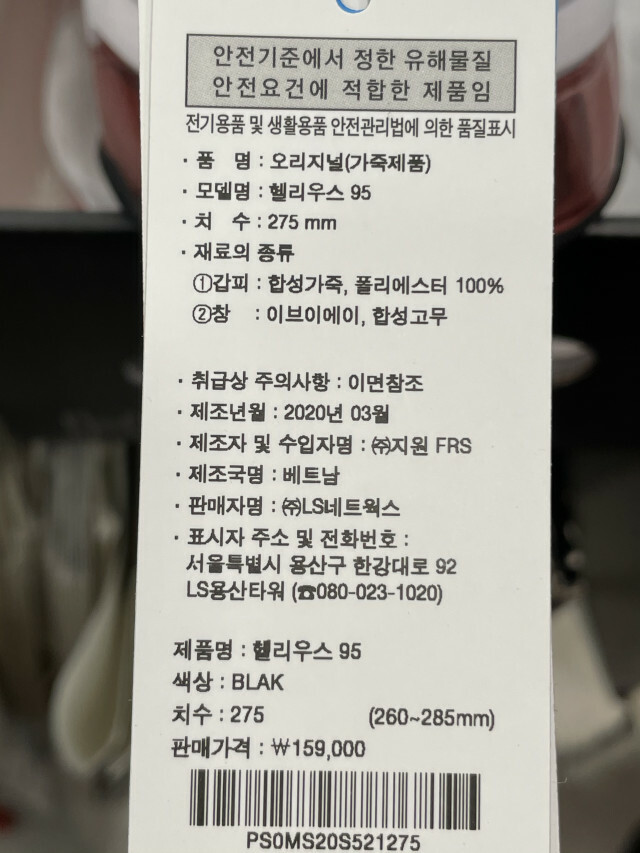 안전기준에서 정한 유해물질
안전요건에 적합한 제품임
전기용품 및 생활용품 안전관리법에 의한 품질표시
· 품 명 : 오리지널(가죽제품)
· 모델명 : 헬리우스 95
· 치 수 : 275 mm
· 재료의 종류
①갑피 : 합성가죽, 폴리에스터 100%
②창 : 이브이에이, 합성고무
· 취급상 주의사항 : 이면참조
· 제조년월 : 2020년 03월
· 제조자 및 수입자명 : ㈜지원 FRS
· 제조국명 : 베트남
· 판매자명 : ㈜LS네트웍스
· 표시자 주소 및 전화번호 :
서울특별시 용산구 한강대로 92
LS용산타워 (☎080-023-1020)
제품명 : 헬리우스 95
색상 : BLAK
치수 : 275 (260~285mm)
판매가격 : ₩159,000
PS0MS20S521275